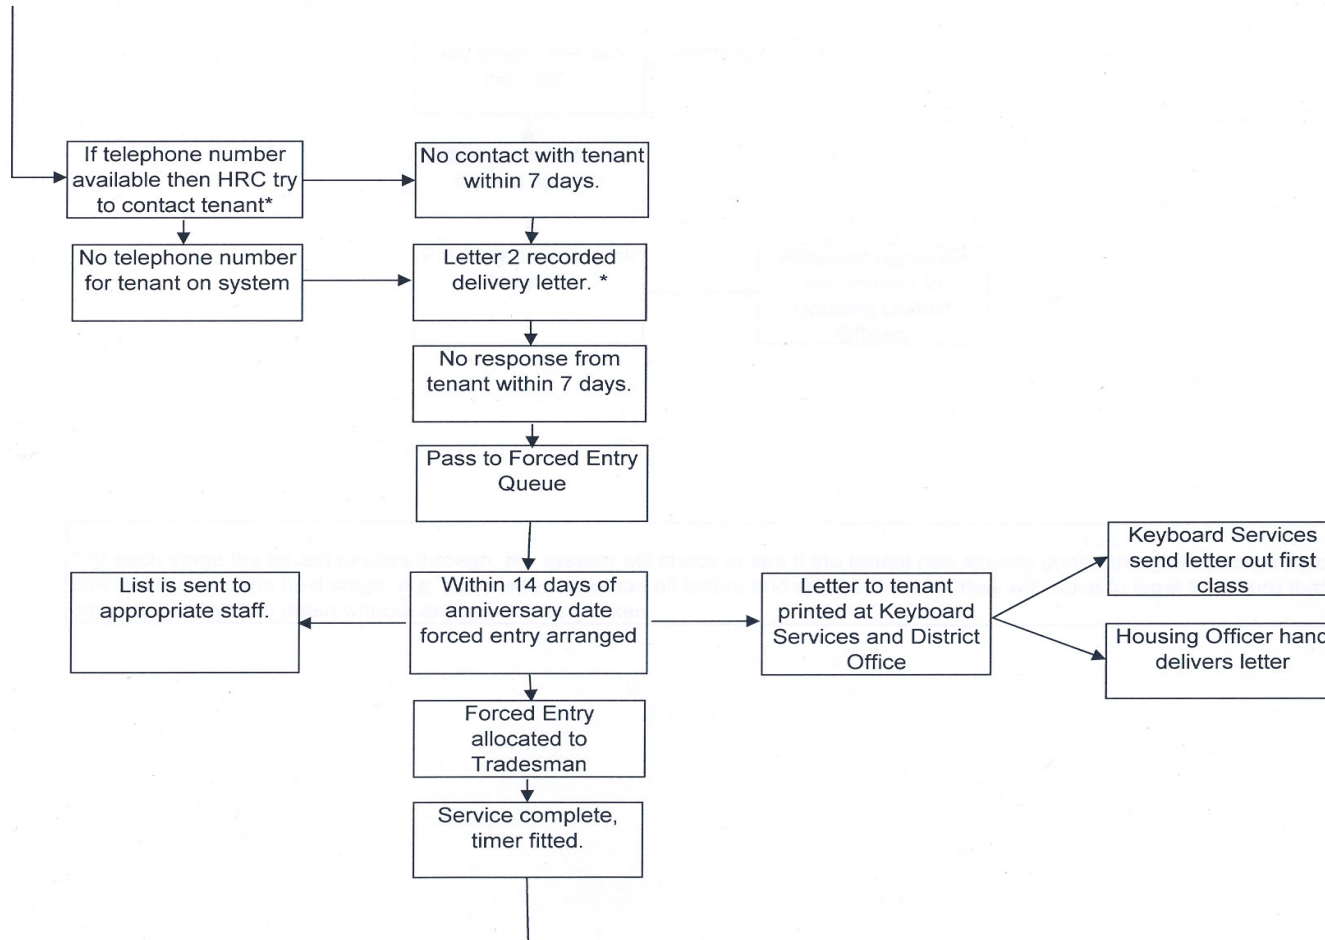 If telephone number
available then HRC try
to contact tenant*
No contact with tenant
within 7 days.
No telephone number
for tenant on system
Letter 2 recorded
delivery letter. *
No response from
tenant within 7 days.
Pass to Forced Entry
Queue
List is sent to
appropriate staff.
Within 14 days of
anniversary date
forced entry arranged
Letter to tenant
printed at Keyboard
Services and District
Office
Keyboard Services
send letter out first
class
Housing Officer hand
delivers letter
Forced Entry
allocated to
Tradesman
Service complete,
timer fitted.